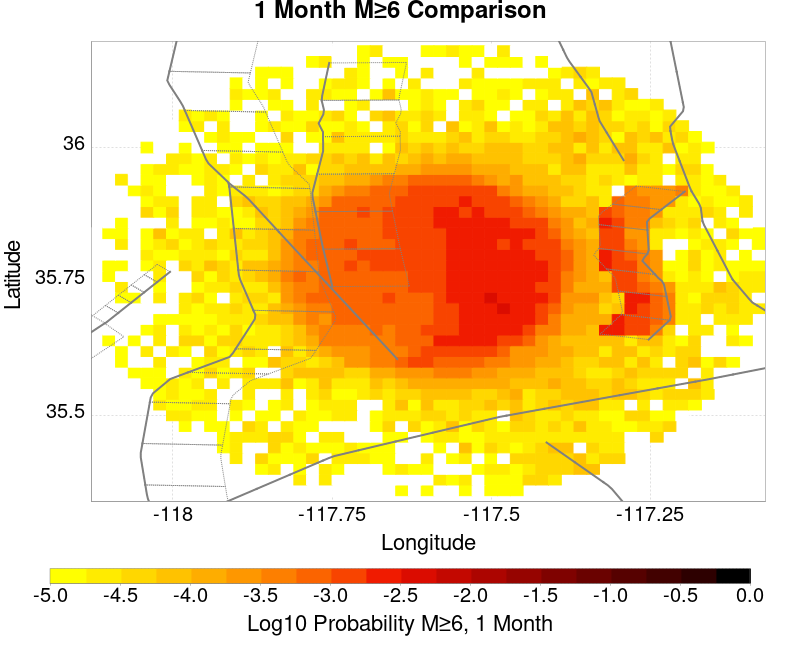 1 Month M≥6 Comparison
36
35.75
35.5
Latitude
-118 -117.75 -117.5 -117.25
Longitude
-5.0 -4.5 -4.0 -3.5 -3.0 -2.5 -2.0 -1.5 -1.0 -0.5 0.0
Log10 Probability M≥6, 1 Month